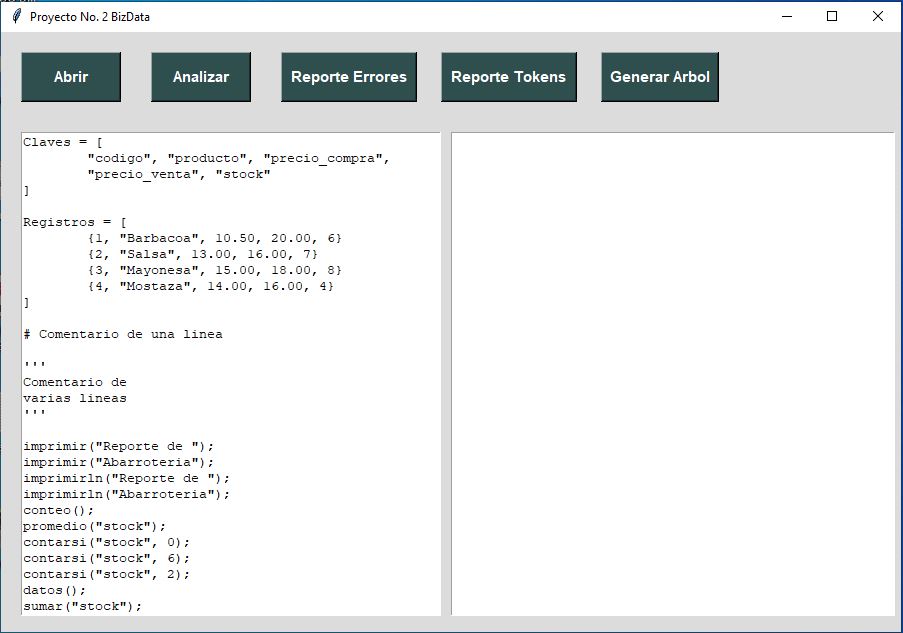 Proyecto No. 2 BizData
Abrir
Analizar
Reporte Errores
Reporte Tokens
Generar Arbol
Claves = [
"codigo", "producto", "precio_compra",
"precio_venta", "stock"
]
Registros = [
{1, "Barbacoa", 10.50, 20.00, 6}
{2, "Salsa", 13.00, 16.00, 7}
{3, "Mayonesa", 15.00, 18.00, 8}
{4, "Mostaza", 14.00, 16.00, 4}
]
# Comentario de una linea
'''
Comentario de
varias lineas
'''
imprimir("Reporte de ");
imprimir("Abarroteria");
imprimirln("Reporte de ");
imprimirln("Abarroteria");
conteo();
promedio("stock");
contarsi("stock", 0);
contarsi("stock", 6);
contarsi("stock", 2);
datos();
sumar("stock");